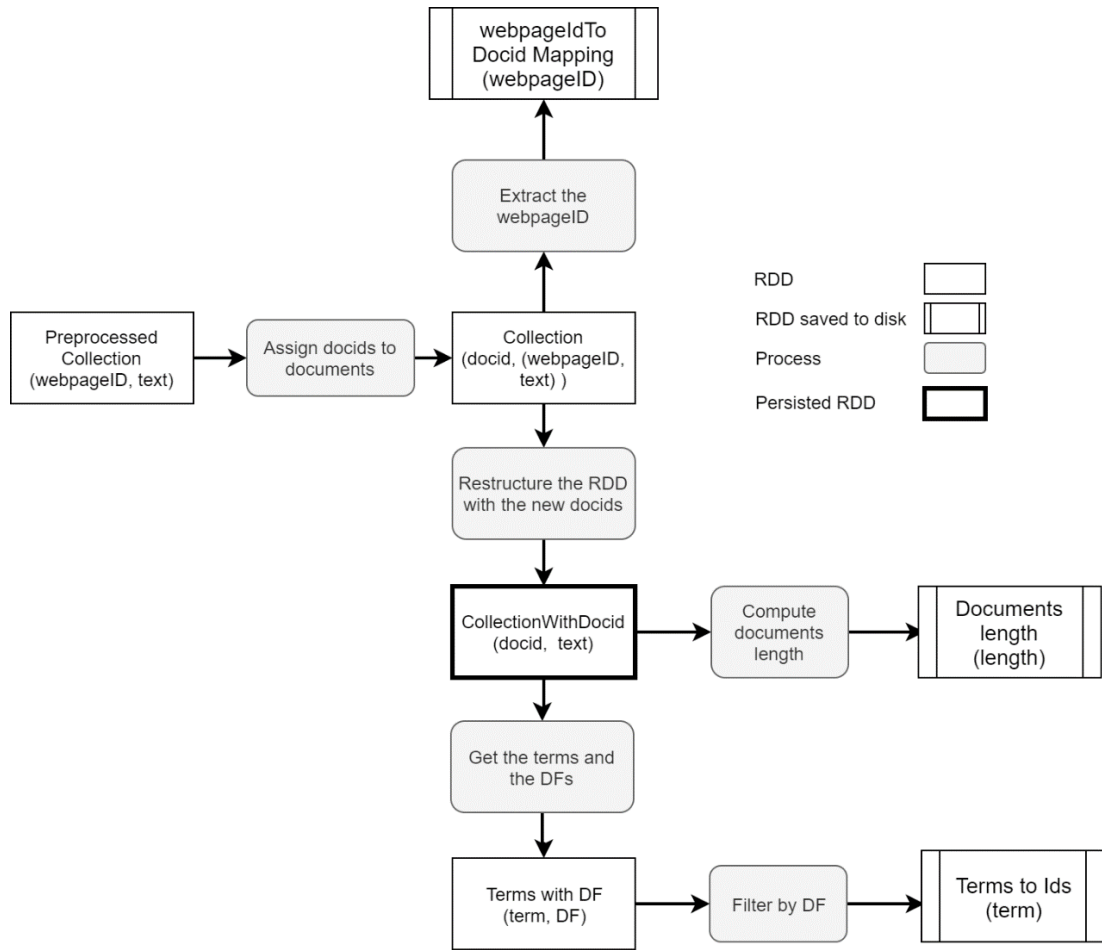 webpageIdTo
Docid Mapping
(webpageID)
Extract the
webpageID
Preprocessed
Collection
(webpageID, text)
Assign docids to
documents
Collection
(docid, (webpageID,
text) )
RDD
RDD saved to disk
Process
Persisted RDD
Restructure the RDD
with the new docids
CollectionWithDocid
(docid, text)
Compute
documents
length
Documents
length
(length)
Get the terms and
the DFs
Terms with DF
(term, DF)
Filter by DF
Terms to Ids
(term)